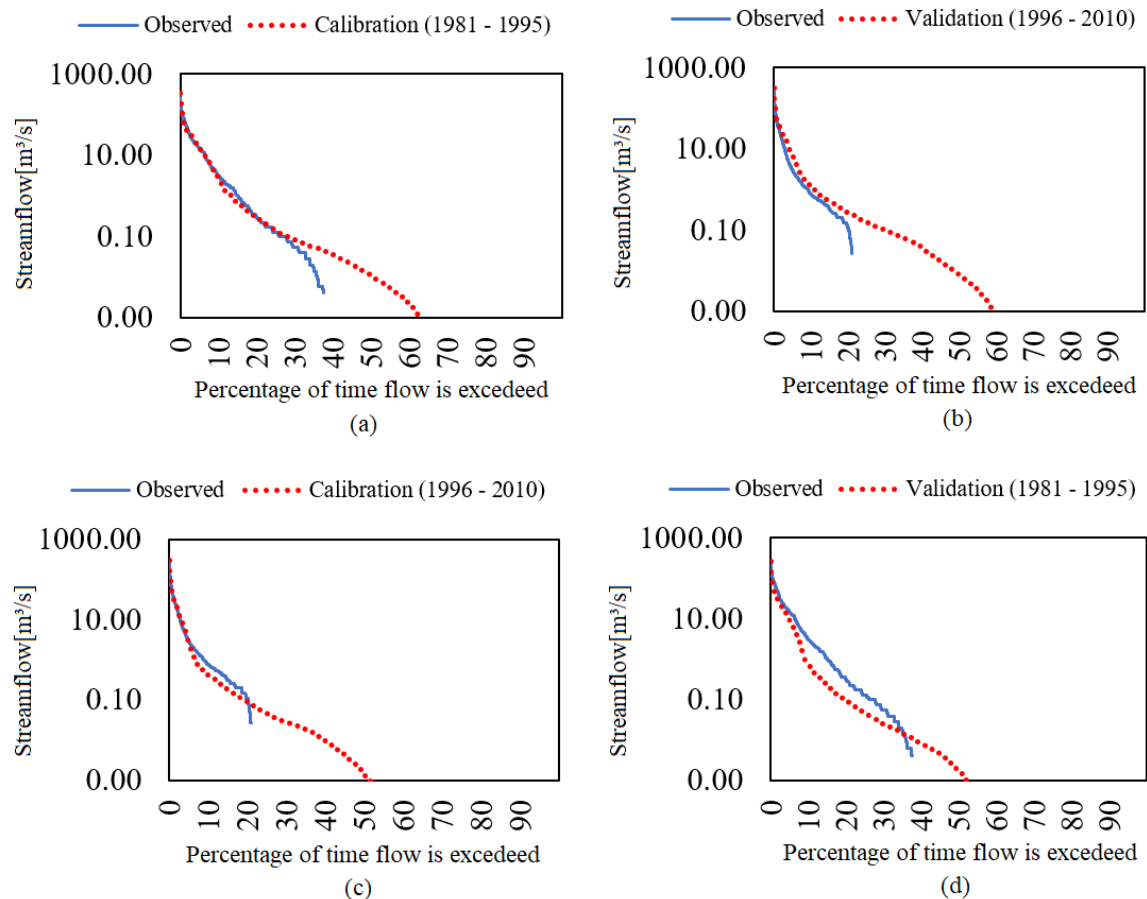 Observed Calibration (1981 - 1995)
1000.00
10.00
0.10
0.00
Streamflow[m³/s]
0 10 20 30 40 50 60 70 80 90
Percentage of time flow is excedeed
(a)
Observed Validation (1996 - 2010)
1000.00
10.00
0.10
0.00
Streamflow[m³/s]
0 10 20 30 40 50 60 70 80 90
Percentage of time flow is excedeed
(b)
Observed Calibration (1996 - 2010)
1000.00
10.00
0.10
0.00
Streamflow[m³/s]
0 10 20 30 40 50 60 70 80 90
Percentage of time flow is excedeed
(c)
Observed Validation (1981 - 1995)
1000.00
10.00
0.10
0.00
Streamflow[m³/s]
0 10 20 30 40 50 60 70 80 90
Percentage of time flow is excedeed
(d)